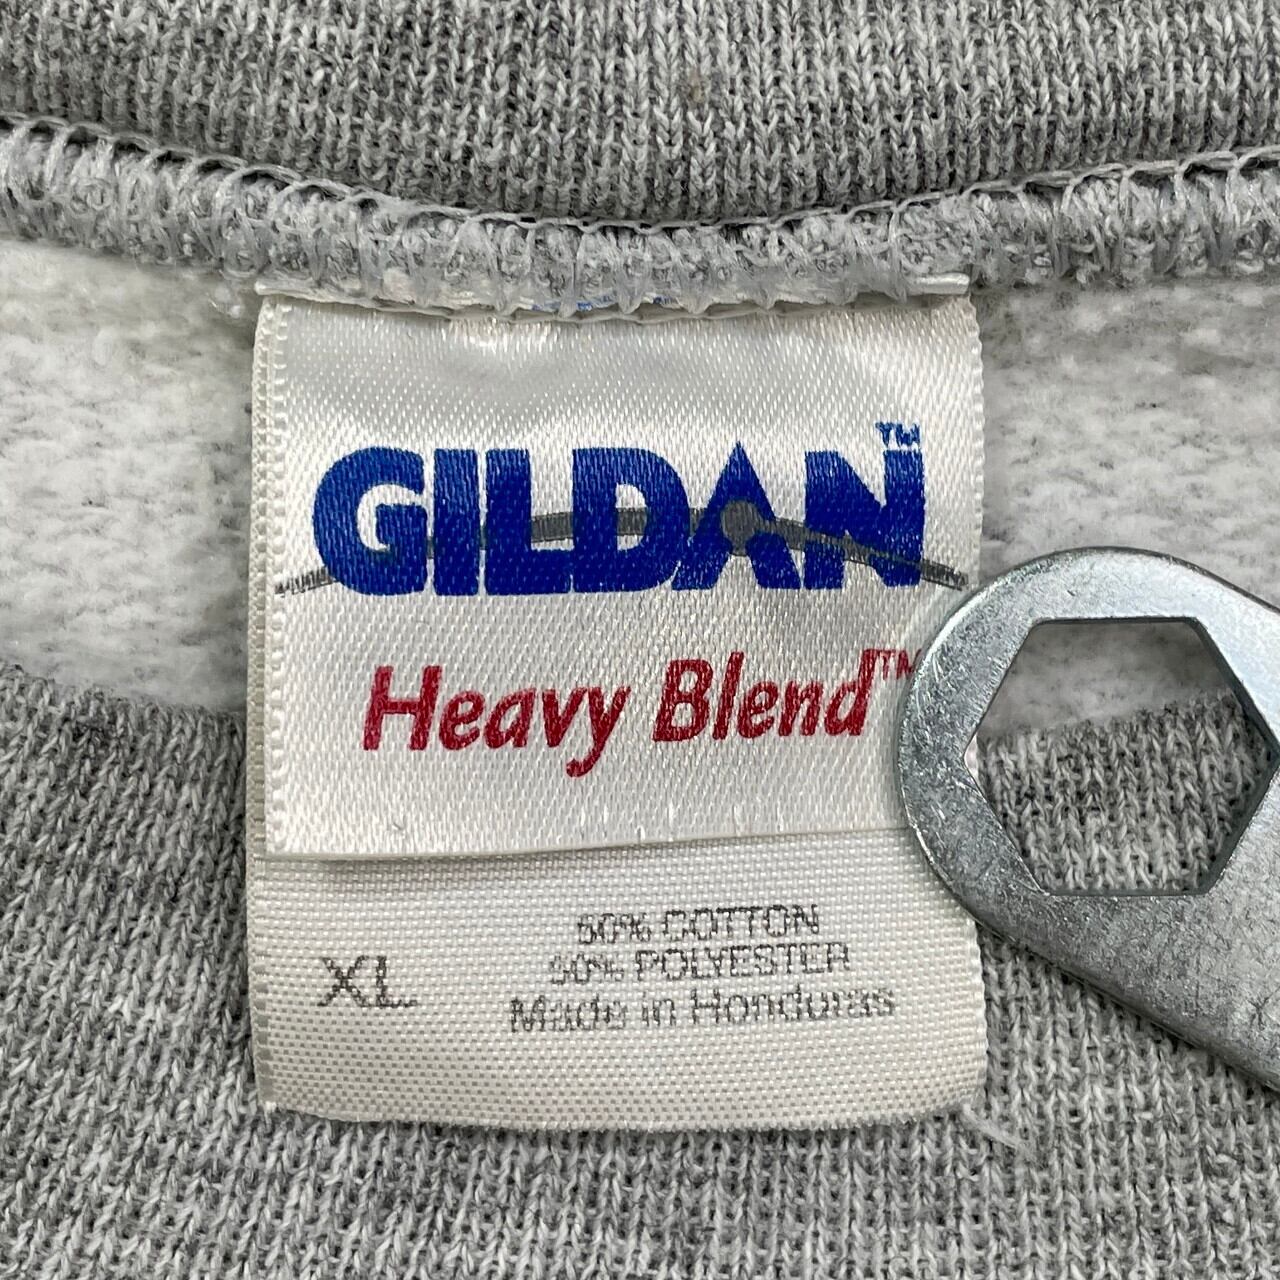 GILDAN™
Heavy Blend™
XL
50% COTTON
50% POLYESTER
Made in Honduras